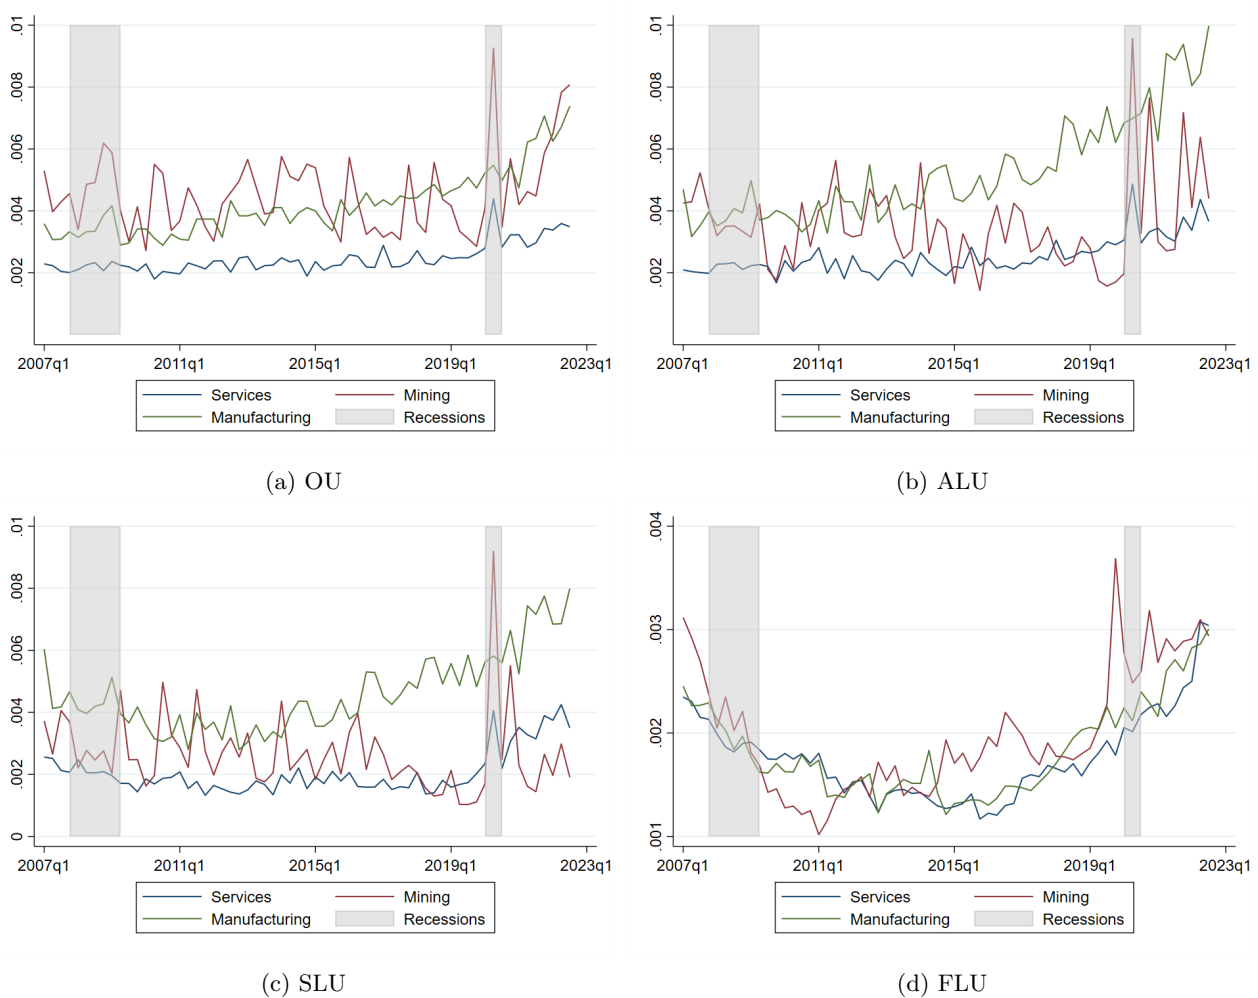 .01
.008
.006
.004
.002
2007q1 2011q1 2015q1 2019q1 2023q1
Services Mining
Manufacturing Recessions
(a) OU
.01
.008
.006
.004
.002
2007q1 2011q1 2015q1 2019q1 2023q1
Services Mining
Manufacturing Recessions
(b) ALU
.01
.008
.006
.004
.002
0
2007q1 2011q1 2015q1 2019q1 2023q1
Services Mining
Manufacturing Recessions
(c) SLU
.004
.003
.002
.001
2007q1 2011q1 2015q1 2019q1 2023q1
Services Mining
Manufacturing Recessions
(d) FLU